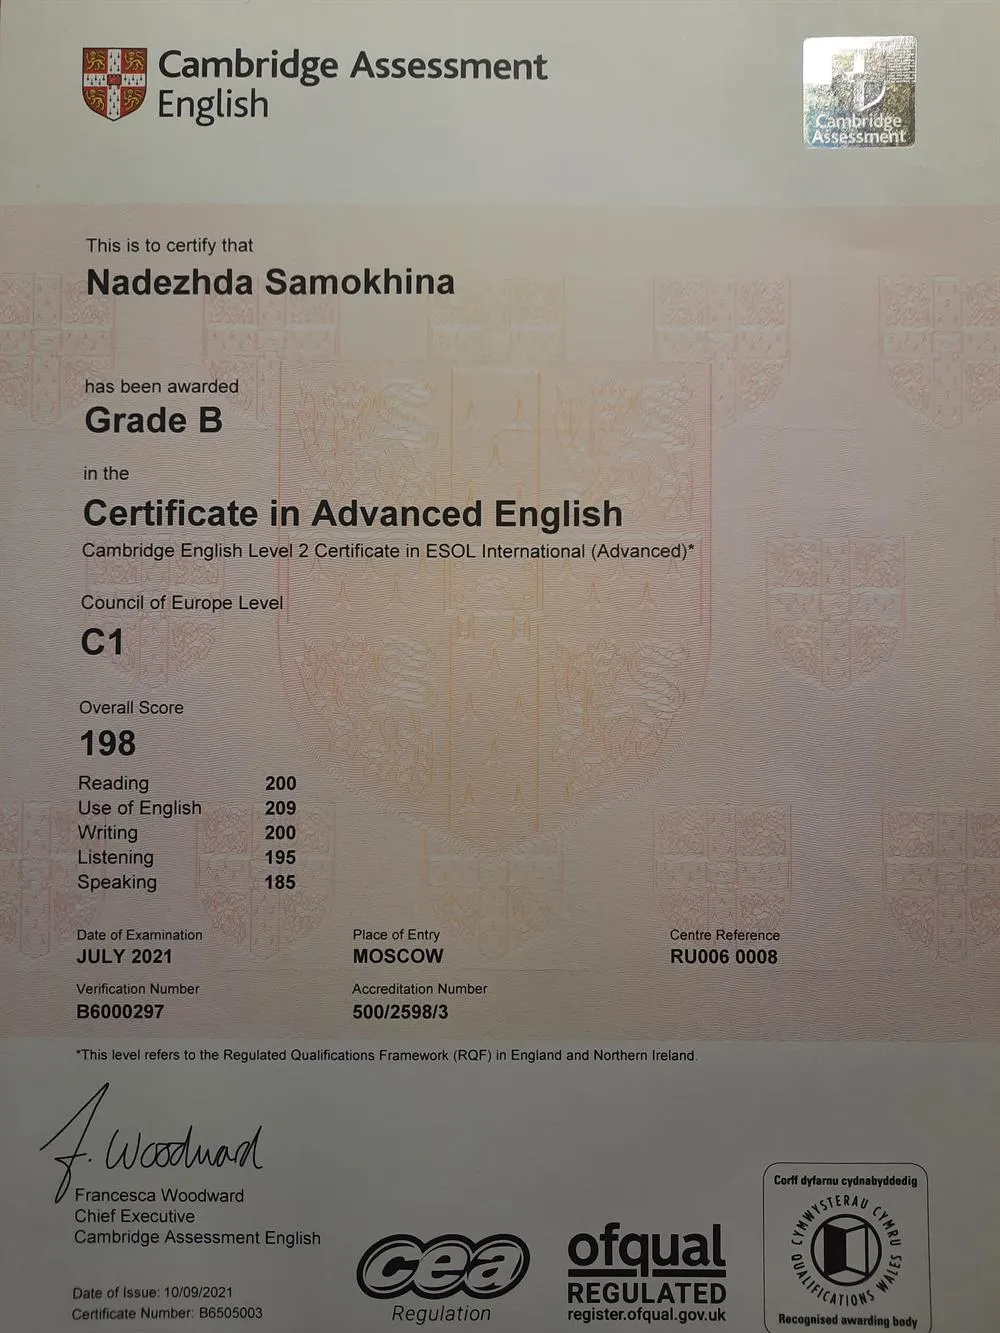 Cambridge Assessment
English
Cambridge
Assessment
This is to certify that
Nadezhda Samokhina
has been awarded
Grade B
in the
Certificate in Advanced English
Cambridge English Level 2 Certificate in ESOL International (Advanced)*
Council of Europe Level
C1
Overall Score
198
Reading 200
Use of English 209
Writing 200
Listening 195
Speaking 185
Date of Examination Place of Entry Centre Reference
JULY 2021 MOSCOW RU006 0008
Verification Number Accreditation Number
B6000297 500/2598/3
*This level refers to the Regulated Qualifications Framework (RQF) in England and Northern Ireland.
F. Woodward
Francesca Woodward
Chief Executive
Cambridge Assessment English
Date of Issue: 10/09/2021
Certificate Number: B6505003
cea
Regulation
ofqual
REGULATED
register.ofqual.gov.uk
Corff dyfarnu cydnabyddedig
CYMWYSTERAU CYMRU
QUALIFICATIONS WALES
Recognised awarding body